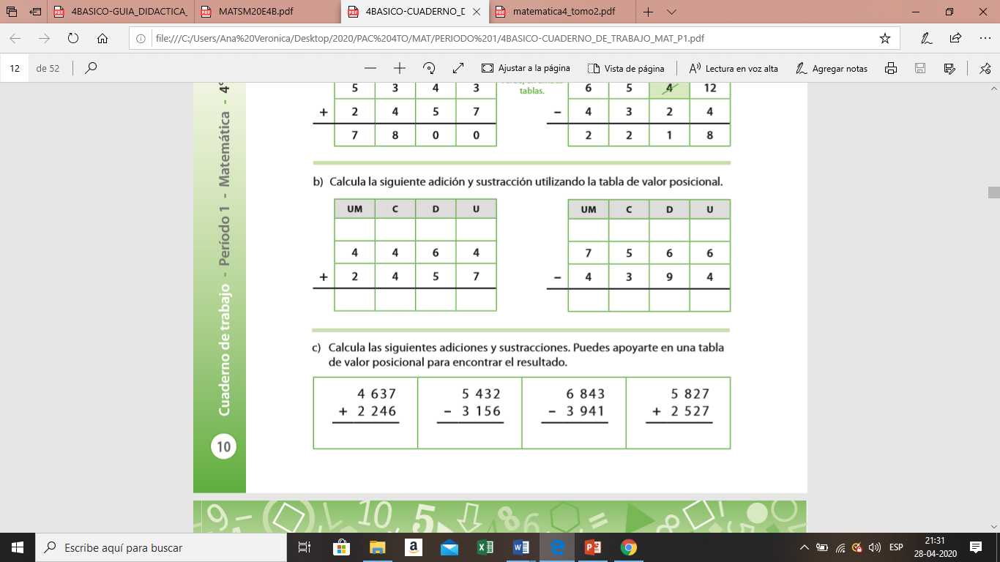 4BASICO-GUIA_DIDACTICA_
MATSM20E4B.pdf
4BASICO-CUADERNO_D
matematica4_tomo2.pdf
file:///C:/Users/Ana%20Veronica/Desktop/2020/PAC%204TO/MAT/PERIODO%201/4BASICO-CUADERNO_DE_TRABAJO_MAT_P1.pdf
12 de 52
Ajustar a la página
Vista de página
Lectura en voz alta
Agregar notas
Cuaderno de trabajo - Período 1 - Matemática - 4°
10
5 3 4 3
+ 2 4 5 7
7 8 0 0
tablas.
6 5 4 12
− 4 3 2 4
2 2 1 8
b) Calcula la siguiente adición y sustracción utilizando la tabla de valor posicional.
UM C D U
4 4 6 4
+ 2 4 5 7
UM C D U
7 5 6 6
− 4 3 9 4
c) Calcula las siguientes adiciones y sustracciones. Puedes apoyarte en una tabla
de valor posicional para encontrar el resultado.
4 637
+ 2 246
5 432
− 3 156
6 843
− 3 941
5 827
+ 2 527
Escribe aquí para buscar
ESP
21:31
28-04-2020